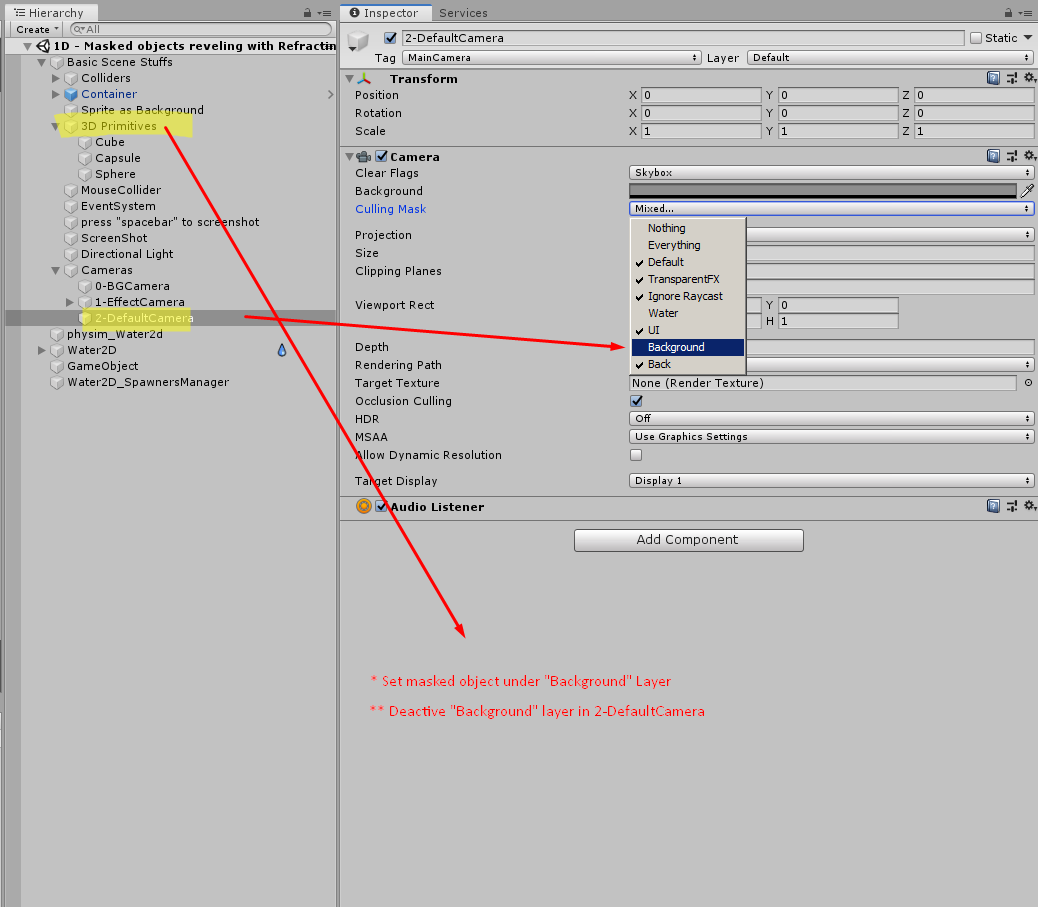 Hierarchy
Create
All
1D - Masked objects reveling with Refractin
Basic Scene Stuffs
Colliders
Container
Sprite as Background
3D Primitives
Cube
Capsule
Sphere
MouseCollider
EventSystem
press "spacebar" to screenshot
ScreenShot
Directional Light
Cameras
0-BGCamera
1-EffectCamera
2-DefaultCamera
physim_Water2d
Water2D
GameObject
Water2D_SpawnersManager
Inspector Services
2-DefaultCamera Static
Tag MainCamera Layer Default
Transform
Position X 0 Y 0 Z 0
Rotation X 0 Y 0 Z 0
Scale X 1 Y 1 Z 1
Camera
Clear Flags Skybox
Background
Culling Mask Mixed...
Nothing
Everything
Default
TransparentFX
Ignore Raycast
Water
UI
Background
Back
Projection
Size
Clipping Planes
Viewport Rect Y 0
H 1
Depth
Rendering Path
Target Texture None (Render Texture)
Occlusion Culling
HDR Off
MSAA Use Graphics Settings
Allow Dynamic Resolution
Target Display Display 1
Audio Listener
Add Component
* Set masked object under "Background" Layer
** Deactive "Background" layer in 2-DefaultCamera